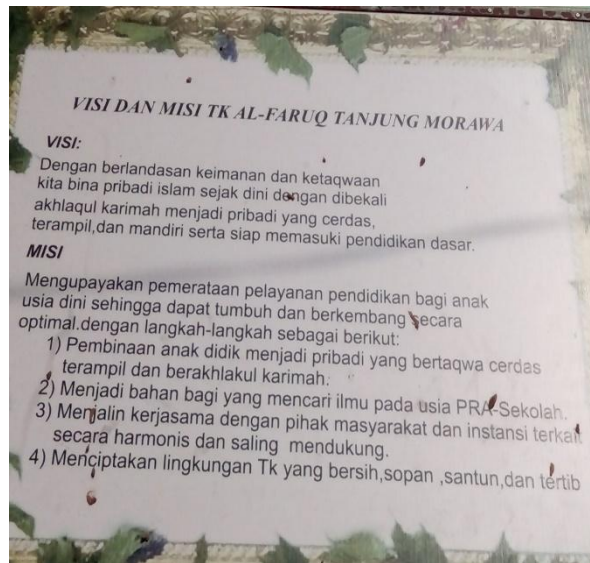 VISI DAN MISI TK AL-FARUQ TANJUNG MORAWA
VISI:
Dengan berlandasan keimanan dan ketaqwaan
kita bina pribadi islam sejak dini dengan dibekali
akhlaqul karimah menjadi pribadi yang cerdas,
terampil,dan mandiri serta siap memasuki pendidikan dasar.
MISI
Mengupayakan pemerataan pelayanan pendidikan bagi anak
usia dini sehingga dapat tumbuh dan berkembang secara
optimal.dengan langkah-langkah sebagai berikut:
1) Pembinaan anak didik menjadi pribadi yang bertaqwa cerdas
terampil dan berakhlakul karimah.
2) Menjadi bahan bagi yang mencari ilmu pada usia PRA-Sekolah.
3) Menjalin kerjasama dengan pihak masyarakat dan instansi terkait
secara harmonis dan saling mendukung.
4) Menciptakan lingkungan Tk yang bersih,sopan ,santun,dan tertib